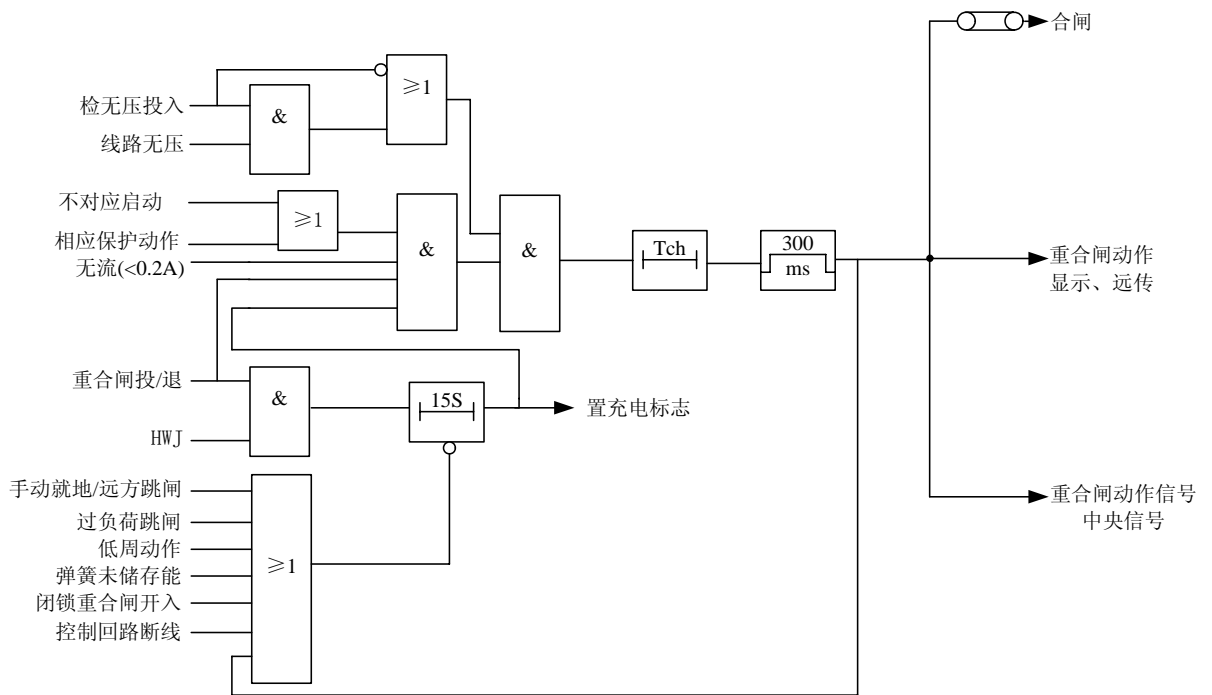 合闸
≥1
检无压投入
&
线路无压
不对应启动
≥1
相应保护动作
无流(<0.2A)
&
&
Tch
300
ms
重合闸动作
显示、远传
重合闸投/退
&
15S
置充电标志
HWJ
手动就地/远方跳闸
过负荷跳闸
低周动作
弹簧未储存能
闭锁重合闸开入
控制回路断线
≥1
重合闸动作信号
中央信号